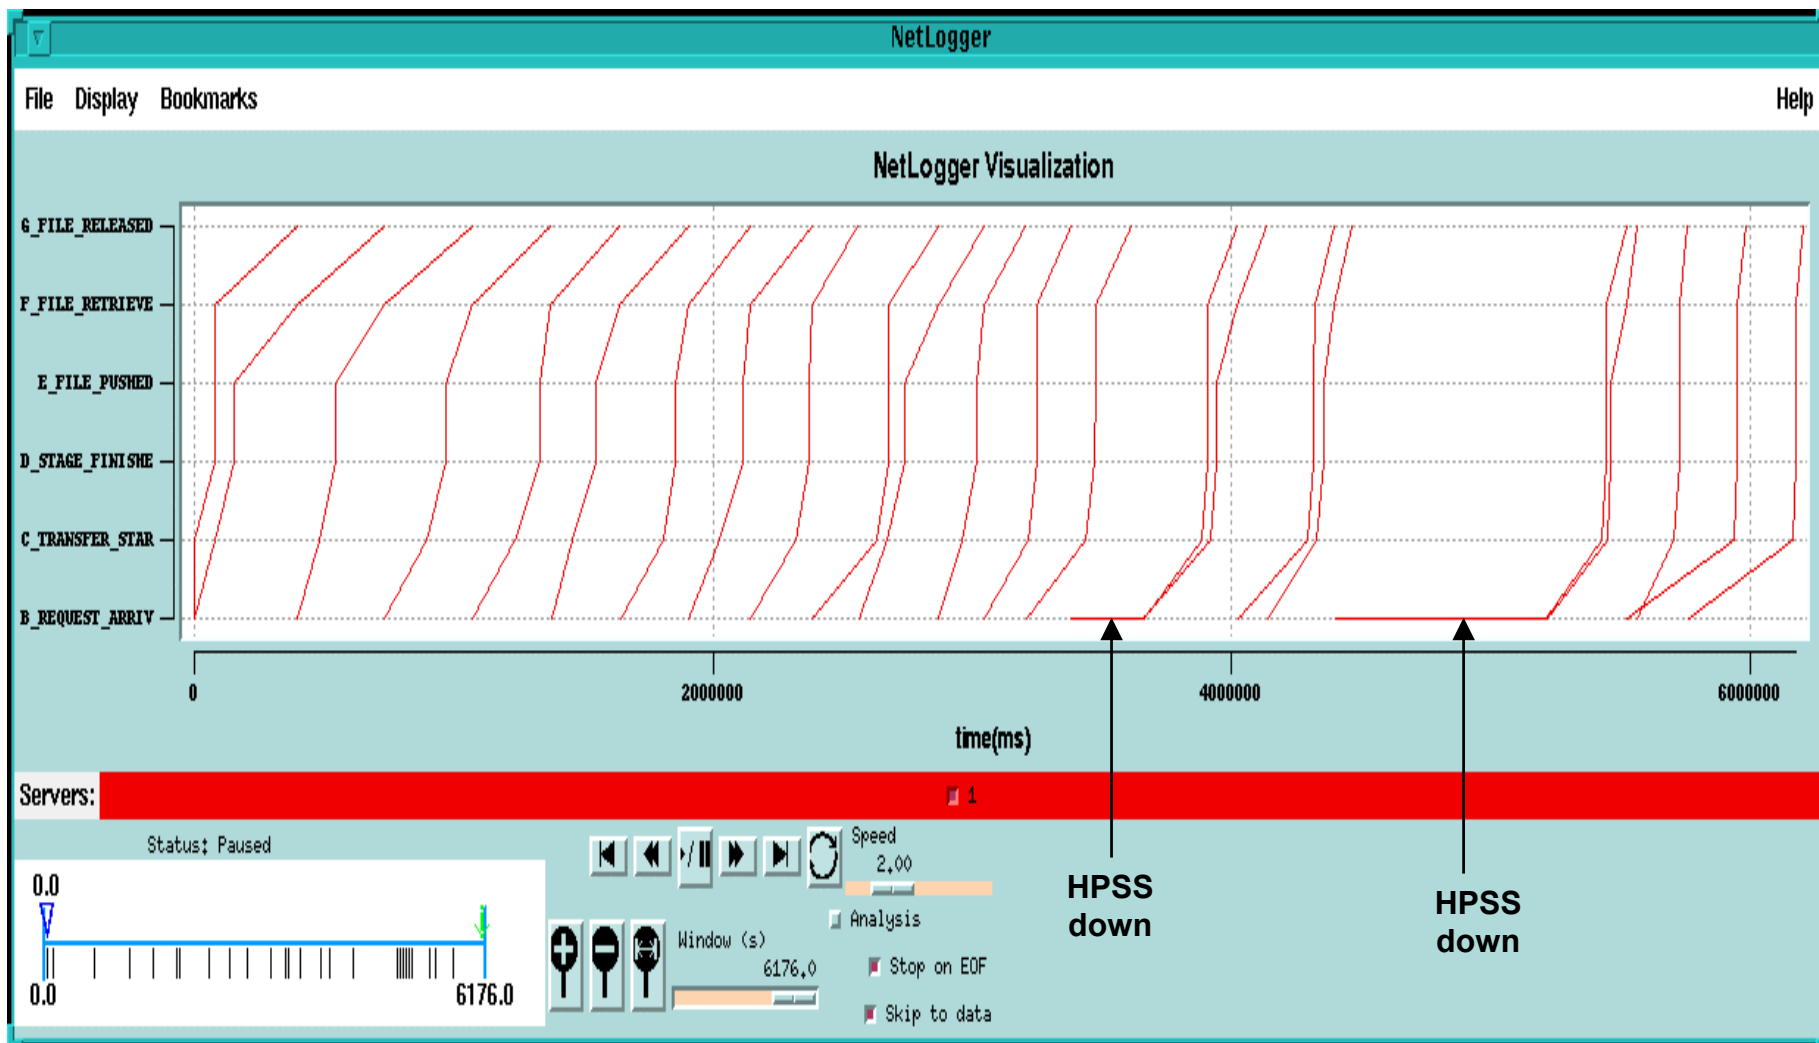 NetLogger
File Display Bookmarks Help
NetLogger Visualization
G_FILE_RELEASED
F_FILE_RETRIEVE
E_FILE_PUSHED
D_STAGE_FINISHE
C_TRANSFER_STAR
B_REQUEST_ARRIV
0 2000000 4000000 6000000
time(ms)
Servers: 1
Status: Paused
0.0
0.0 6176.0
Speed
2.00
Analysis
Window (s)
6176.0
Stop on EOF
Skip to data
HPSS
down
HPSS
down